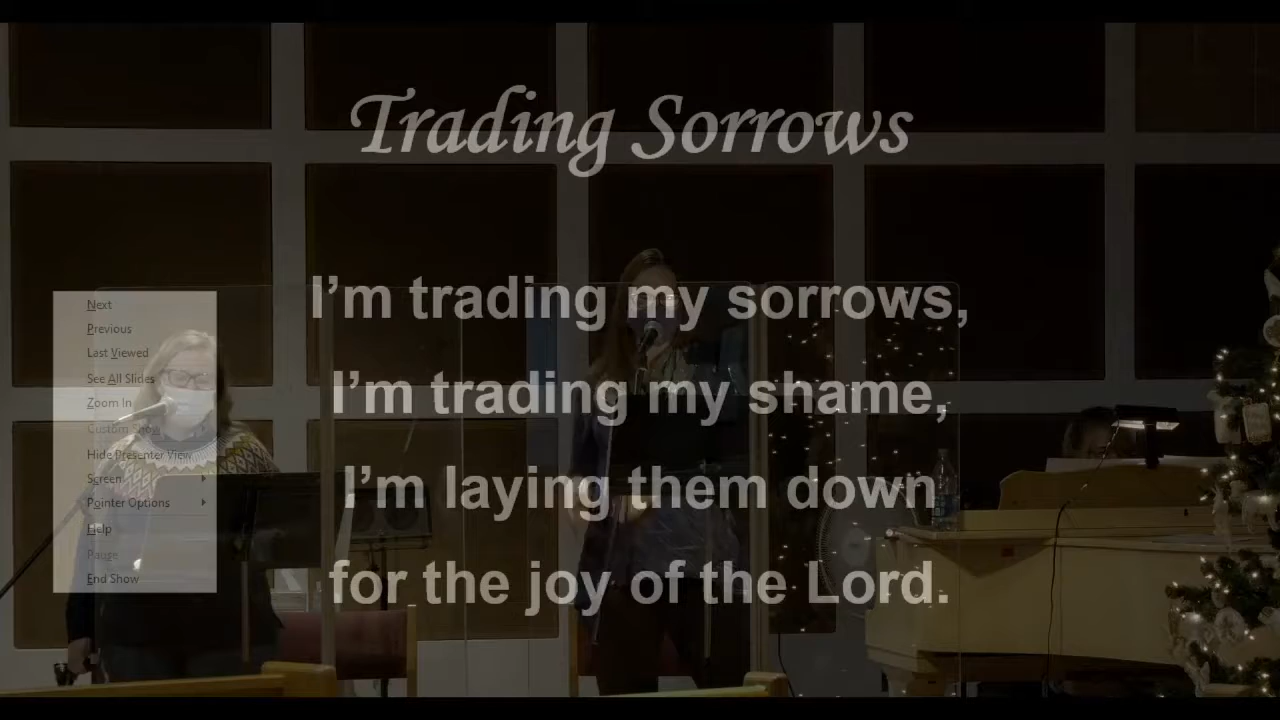 Trading Sorrows
I'm trading my sorrows,
I'm trading my shame,
I'm laying them down
for the joy of the Lord.
Next
Previous
Last Viewed
See All Slides
Zoom In
Custom Show
Hide Presenter View
Screen
Pointer Options
Help
Pause
End Show